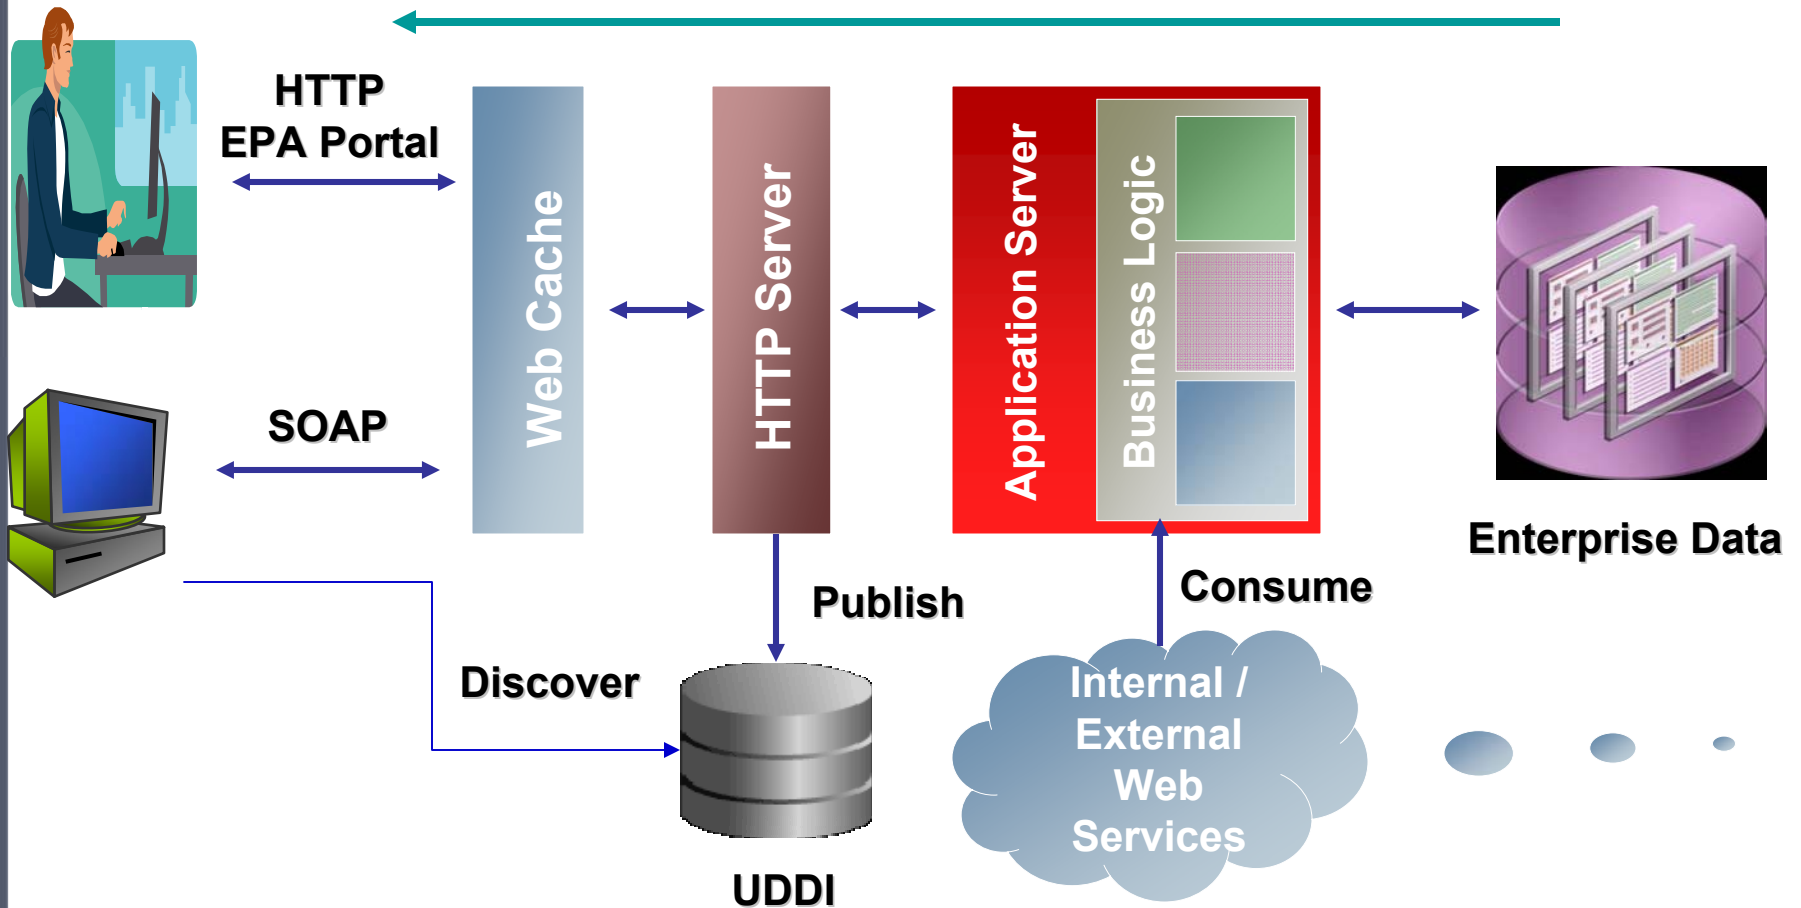 HTTP
EPA Portal
SOAP
Web Cache
HTTP Server
Application Server
Business Logic
Enterprise Data
Publish
Consume
Discover
Internal /
External
Web
Services
UDDI